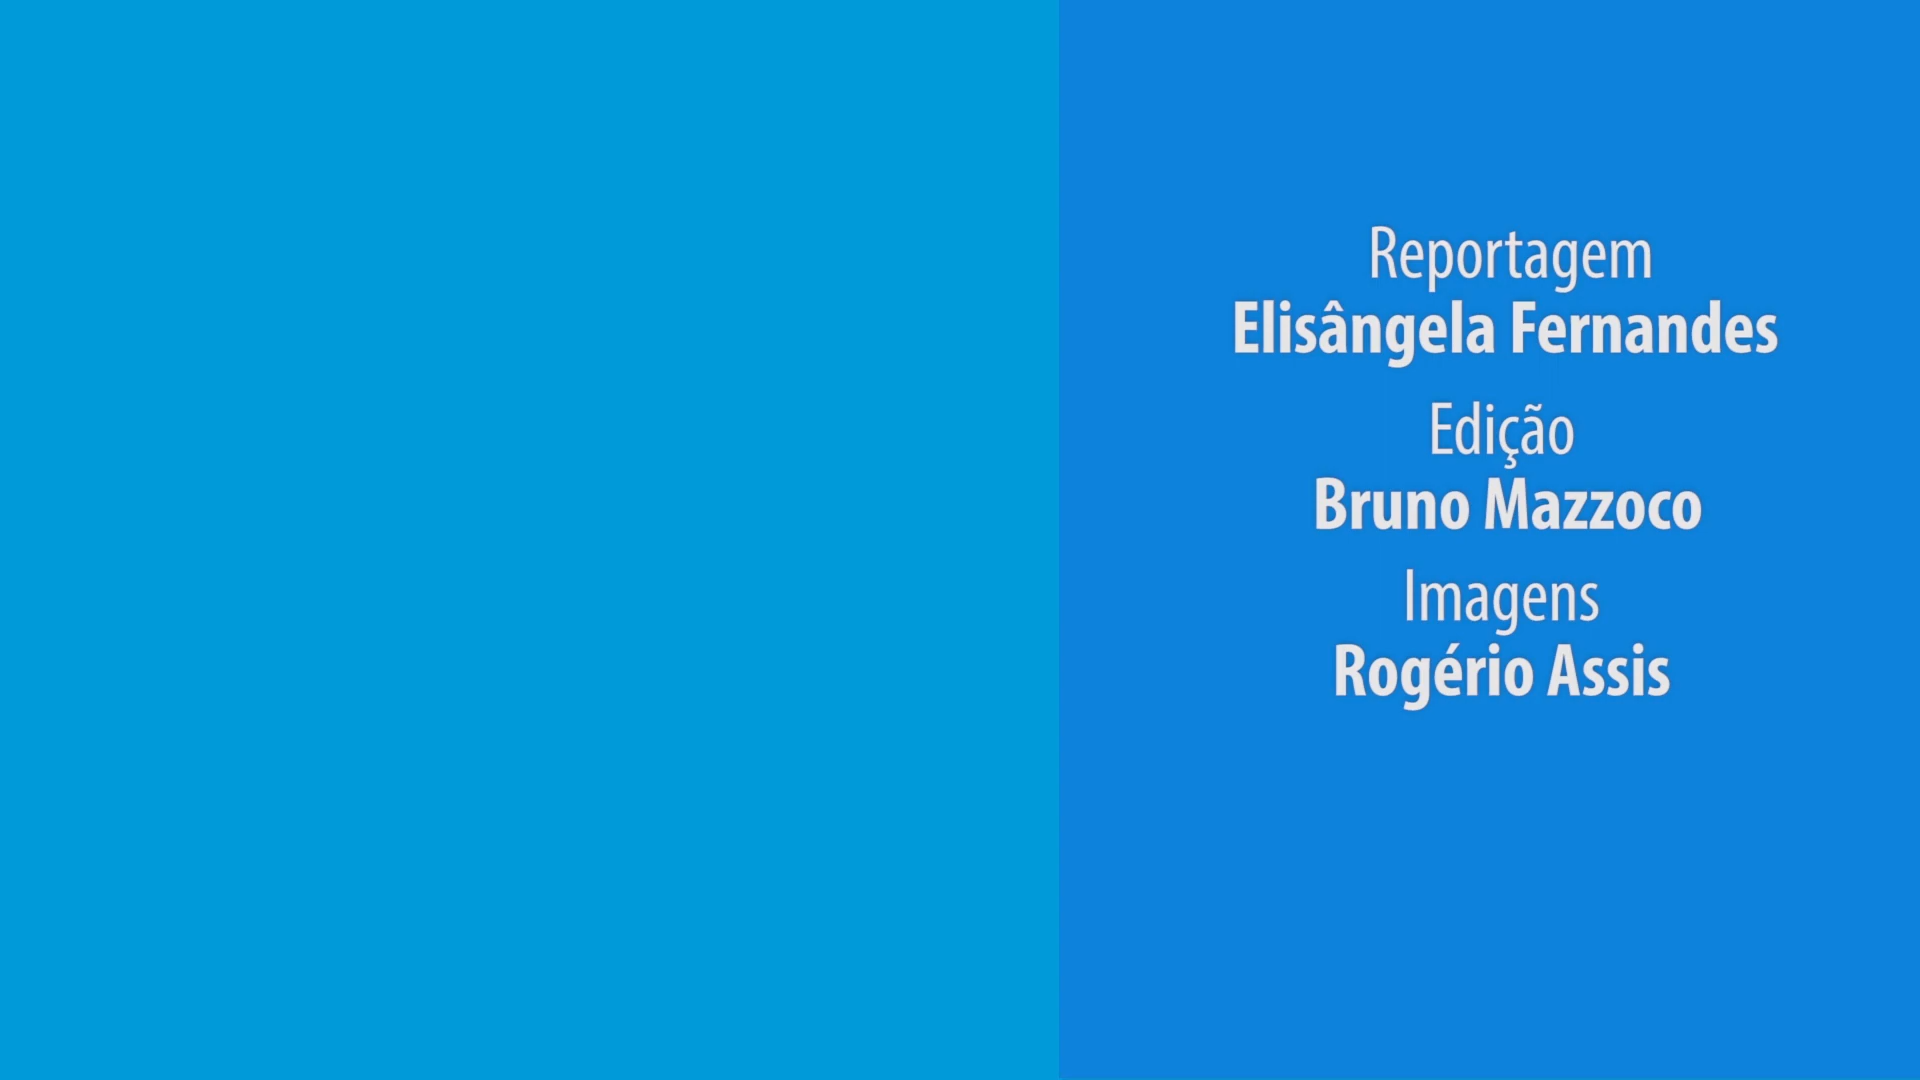 Reportagem
Elisângela Fernandes
Edição
Bruno Mazzoco
Imagens
Rogério Assis